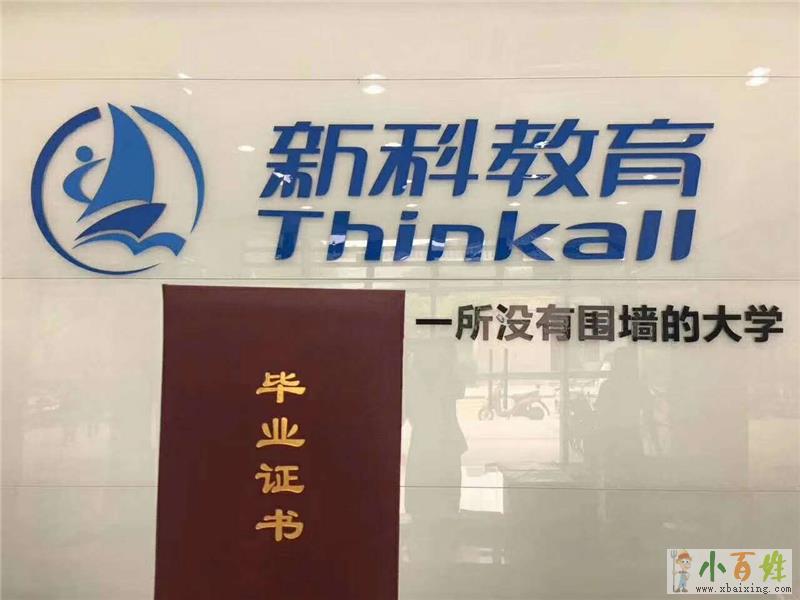 新科教育
Thinkall
一所没有围墙的大学
毕业证书
小百姓
www.xbaixing.com